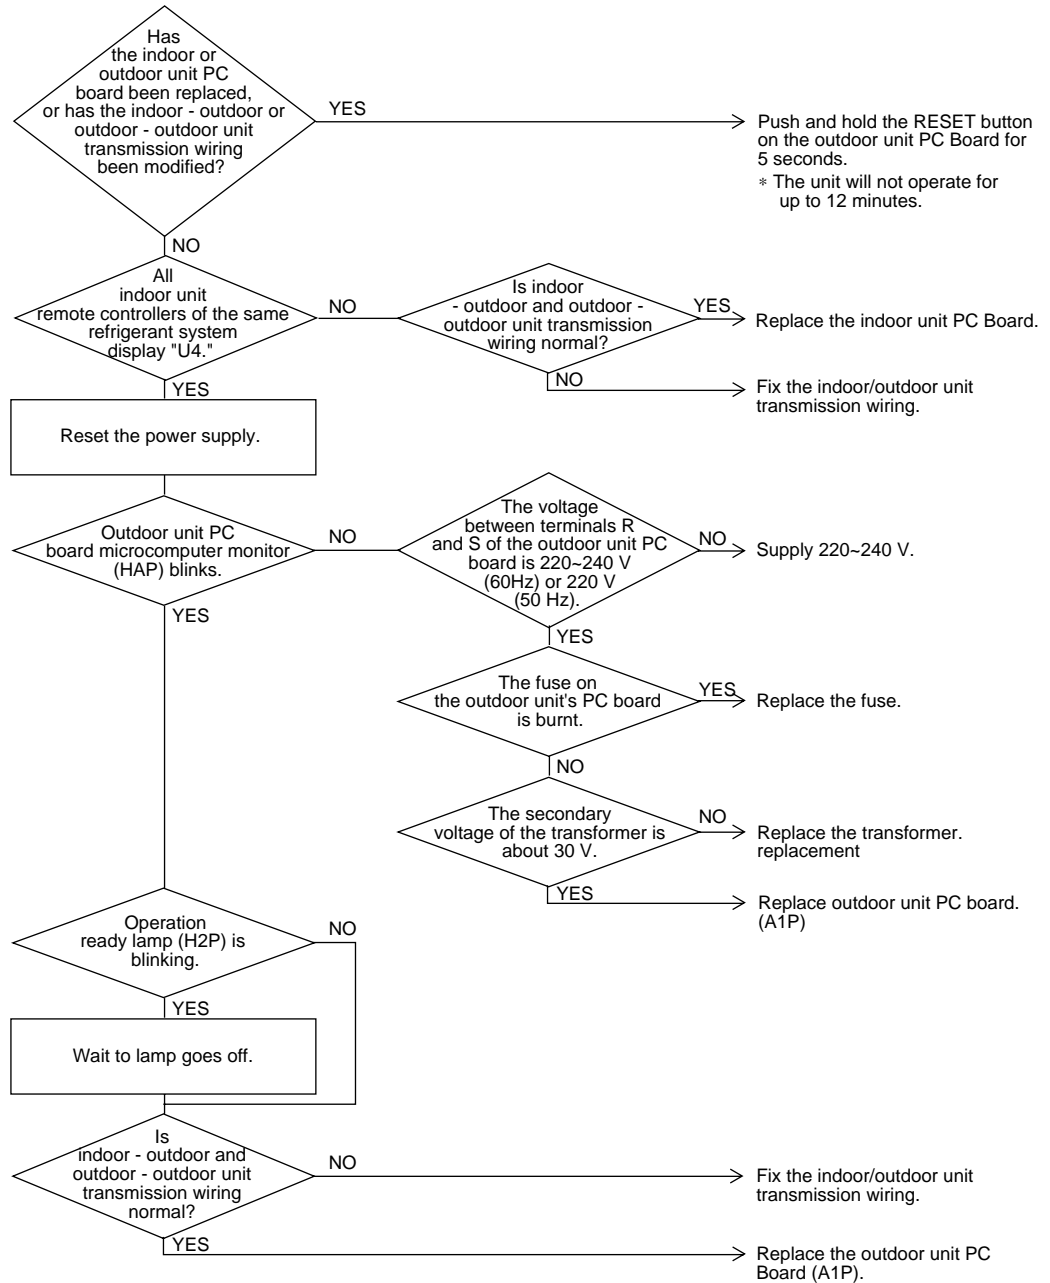 Has
the indoor or
outdoor unit PC
board been replaced,
or has the indoor - outdoor or
outdoor - outdoor unit
transmission wiring
been modified?
YES
Push and hold the RESET button
on the outdoor unit PC Board for
5 seconds.
* The unit will not operate for
up to 12 minutes.
NO
All
indoor unit
remote controllers of the same
refrigerant system
display "U4."
NO
Is indoor
- outdoor and outdoor -
outdoor unit transmission
wiring normal?
YES
Replace the indoor unit PC Board.
NO
Fix the indoor/outdoor unit
transmission wiring.
YES
Reset the power supply.
Outdoor unit PC
board microcomputer monitor
(HAP) blinks.
NO
The voltage
between terminals R
and S of the outdoor unit PC
board is 220~240 V
(60Hz) or 220 V
(50 Hz).
NO
Supply 220~240 V.
YES
YES
The fuse on
the outdoor unit's PC board
is burnt.
YES
Replace the fuse.
NO
The secondary
voltage of the transformer is
about 30 V.
NO
Replace the transformer.
replacement
YES
Replace outdoor unit PC board.
(A1P)
Operation
ready lamp (H2P) is
blinking.
NO
YES
Wait to lamp goes off.
Is
indoor - outdoor and
outdoor - outdoor unit
transmission wiring
normal?
NO
Fix the indoor/outdoor unit
transmission wiring.
YES
Replace the outdoor unit PC
Board (A1P).